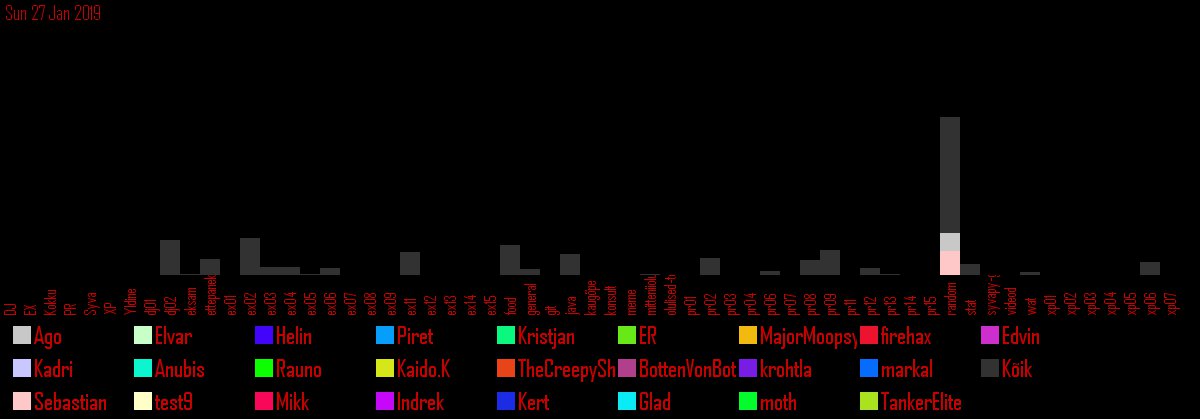 Sun 27 Jan 2019
DJ EX Kokku PR Syva XP Yldine dj01 dj02 eksam ettepanek ex01 ex02 ex03 ex04 ex05 ex06 ex07 ex08 ex09 ex11 ex12 ex13 ex14 ex15 food general git java kaugõpe konsult meme mitteniilolu olulised-h pr01 pr02 pr03 pr04 pr06 pr07 pr08 pr09 pr11 pr12 pr13 pr14 pr15 random stat videod wat xp01 xp02 xp03 xp04 xp05 xp06 xp07
Ago Elvar Helin Piret Kristjan ER MajorMoopsy firehax Edvin
Kadri Anubis Rauno Kaido.K TheCreepySh BottenVonBot krohtla markal Kõik
Sebastian test9 Mikk Indrek Kert Glad moth TankerElite